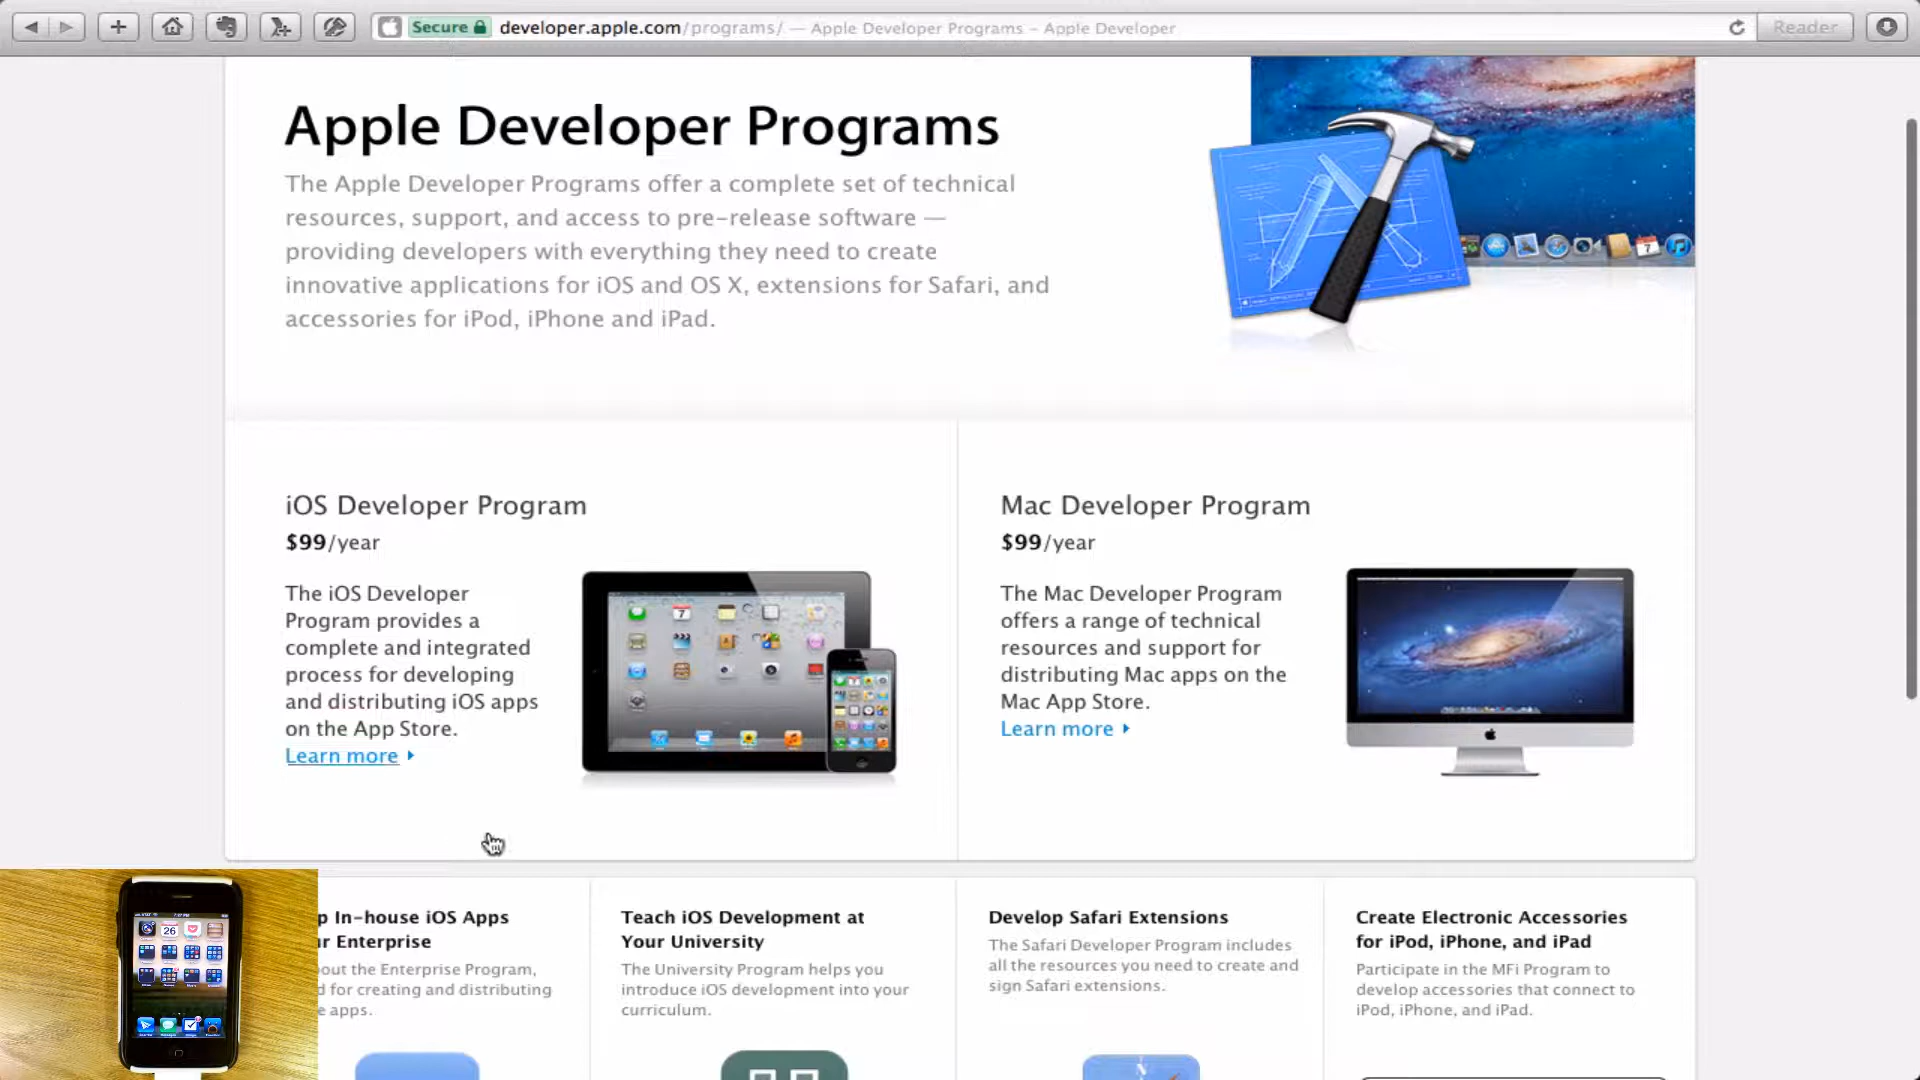 Secure developer.apple.com/programs/ — Apple Developer Programs – Apple Developer
Reader
Apple Developer Programs
The Apple Developer Programs offer a complete set of technical
resources, support, and access to pre-release software —
providing developers with everything they need to create
innovative applications for iOS and OS X, extensions for Safari, and
accessories for iPod, iPhone and iPad.
iOS Developer Program
$99/year
The iOS Developer
Program provides a
complete and integrated
process for developing
and distributing iOS apps
on the App Store.
Learn more
Mac Developer Program
$99/year
The Mac Developer Program
offers a range of technical
resources and support for
distributing Mac apps on the
Mac App Store.
Learn more
p In-house iOS Apps
r Enterprise
out the Enterprise Program,
d for creating and distributing
e apps.
Teach iOS Development at
Your University
The University Program helps you
introduce iOS development into your
curriculum.
Develop Safari Extensions
The Safari Developer Program includes
all the resources you need to create and
sign Safari extensions.
Create Electronic Accessories
for iPod, iPhone, and iPad
Participate in the MFi Program to
develop accessories that connect to
iPod, iPhone, and iPad.
26